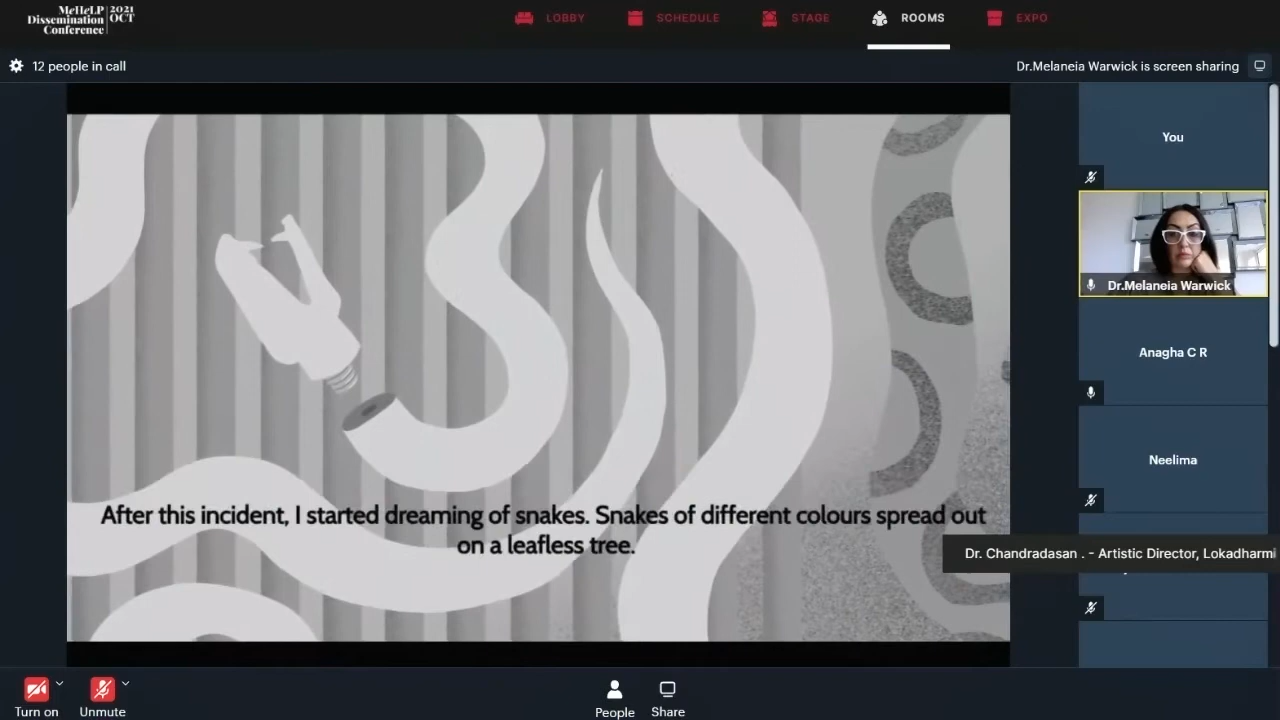 MeHeLP 2021
Dissemination OCT
Conference
LOBBY
SCHEDULE
STAGE
ROOMS
EXPO
12 people in call
Dr.Melaneia Warwick is screen sharing
You
Dr.Melaneia Warwick
Anagha C R
Neelima
After this incident, I started dreaming of snakes. Snakes of different colours spread out
on a leafless tree.
Dr. Chandradasan . - Artistic Director, Lokadharmi
Turn on
Unmute
People
Share